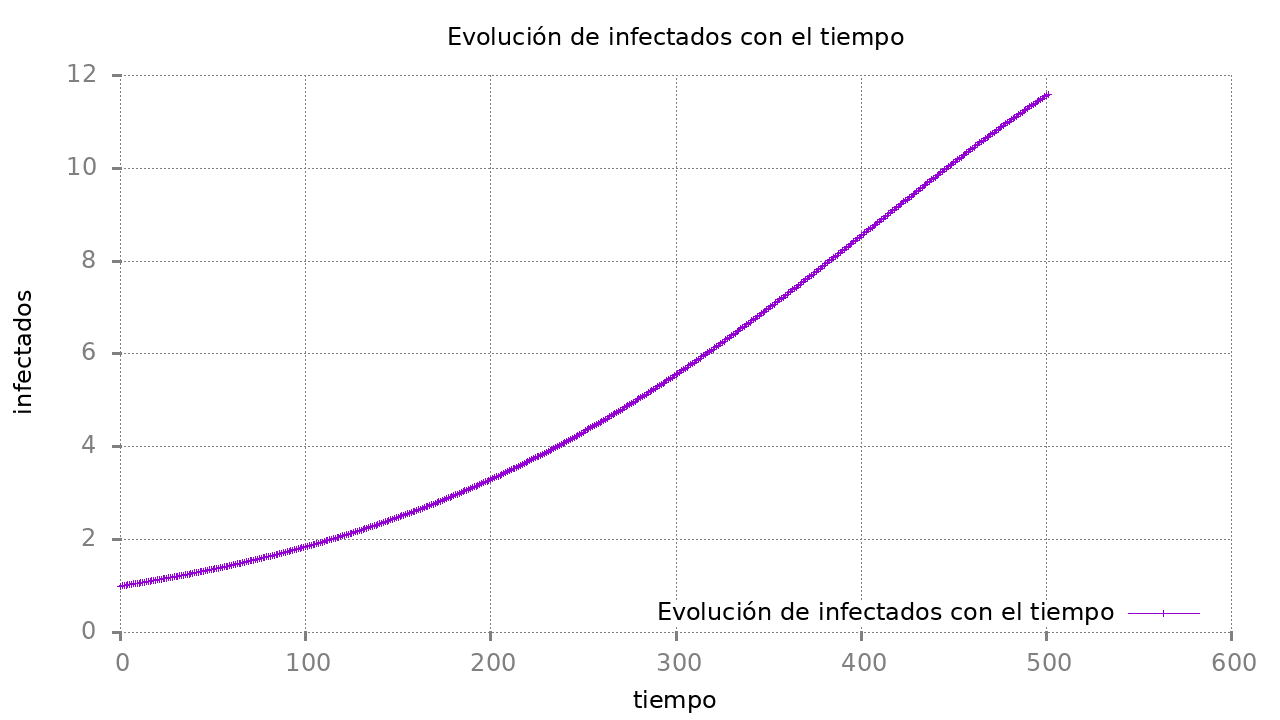 Evolución de infectados con el tiempo
12
10
8
6
4
2
0
infectados
Evolución de infectados con el tiempo
0 100 200 300 400 500 600
tiempo